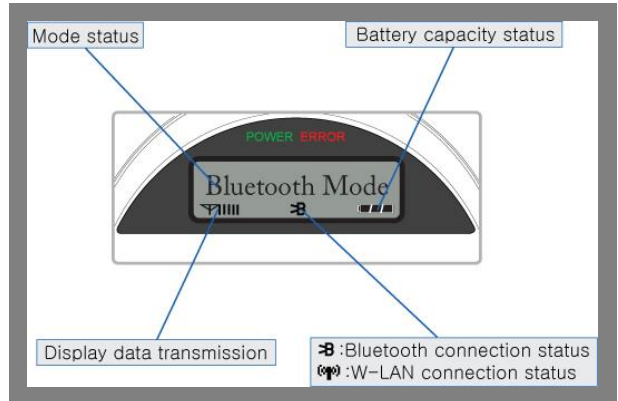 Mode status
Battery capacity status
POWER ERROR
Bluetooth Mode
Display data transmission
:Bluetooth connection status
:W-LAN connection status